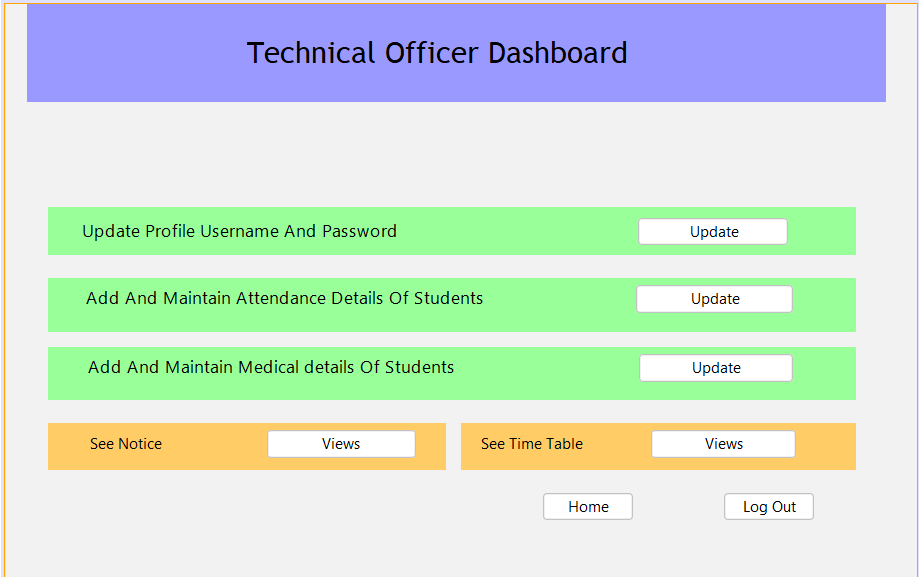 Technical Officer Dashboard
Update Profile Username And Password Update
Add And Maintain Attendance Details Of Students Update
Add And Maintain Medical details Of Students Update
See Notice Views See Time Table Views
Home Log Out